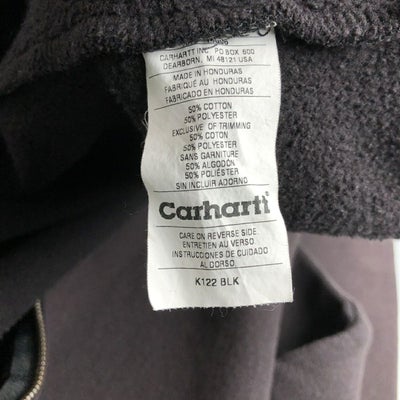 CARHARTT INC. PO BOX 600
DEARBORN, MI 48121 USA
MADE IN HONDURAS
FABRIQUÉ AU HONDURAS
FABRICADO EN HONDURAS
50% COTTON
50% POLYESTER
EXCLUSIVE OF TRIMMING
50% COTON
50% POLYESTER
SANS GARNITURE
50% ALGODÓN
50% POLIÉSTER
SIN INCLUIR ADORNO
Carhartt
CARE ON REVERSE SIDE
ENTRETIEN AU VERSO
INSTRUCCIONES DE CUIDADO
AL DORSO.
K122 BLK